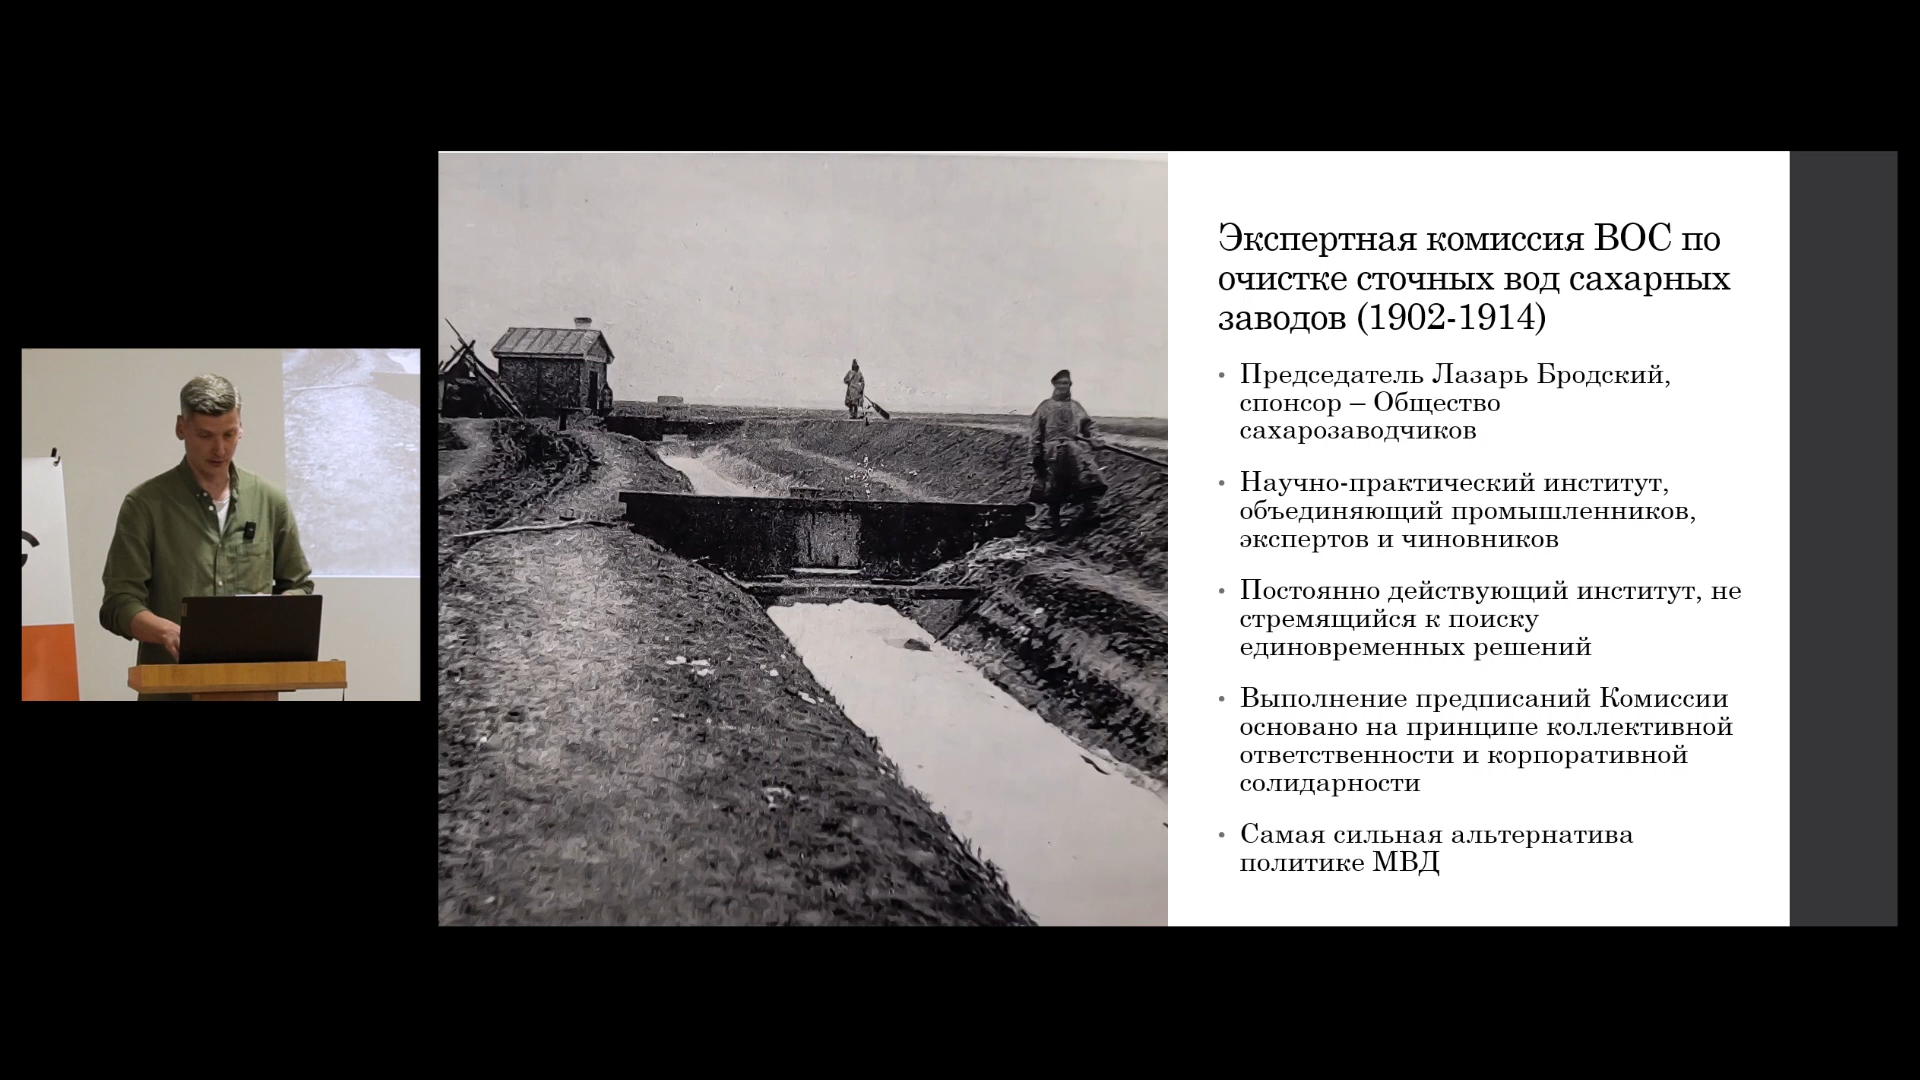 Экспертная комиссия ВОС по
очистке сточных вод сахарных
заводов (1902-1914)
• Председатель Лазарь Бродский,
спонсор – Общество
сахарозаводчиков
• Научно-практический институт,
объединяющий промышленников,
экспертов и чиновников
• Постоянно действующий институт, не
стремящийся к поиску
единовременных решений
• Выполнение предписаний Комиссии
основано на принципе коллективной
ответственности и корпоративной
солидарности
• Самая сильная альтернатива
политике МВД